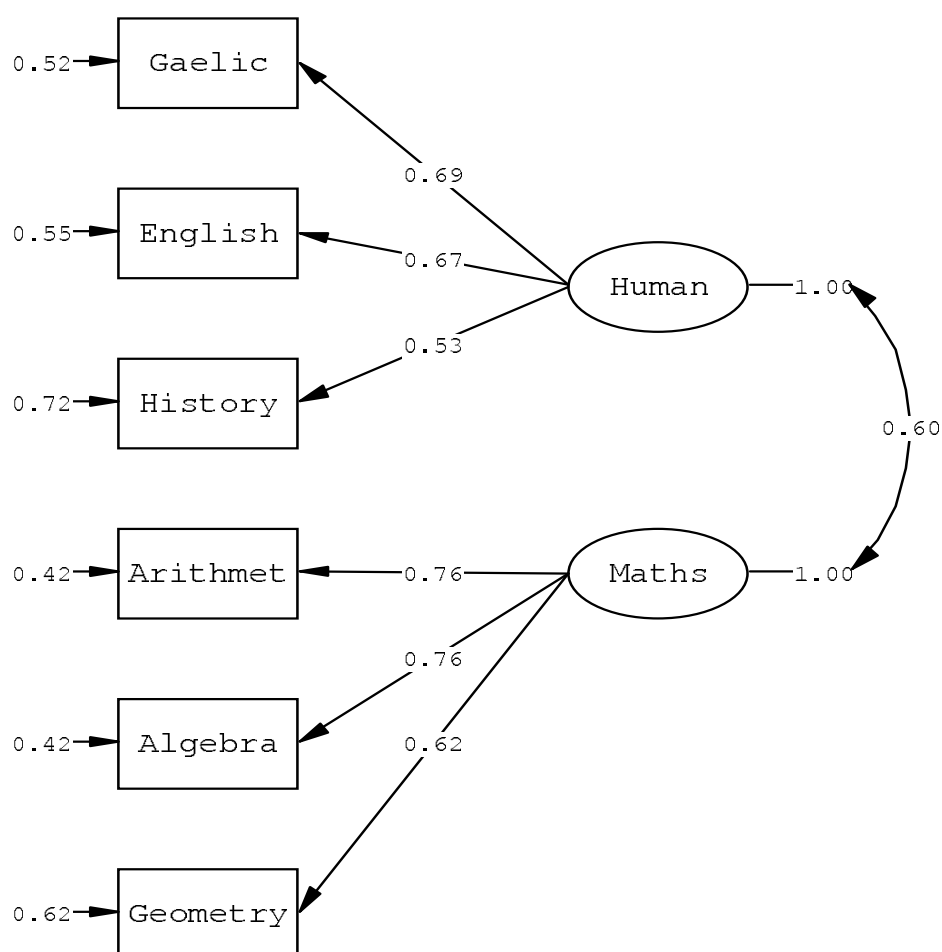 0.52 Gaelic
0.69
0.55 English
0.67
Human 1.00
0.53
0.72 History
0.60
0.42 Arithmet 0.76 Maths 1.00
0.76
0.42 Algebra 0.62
0.62 Geometry